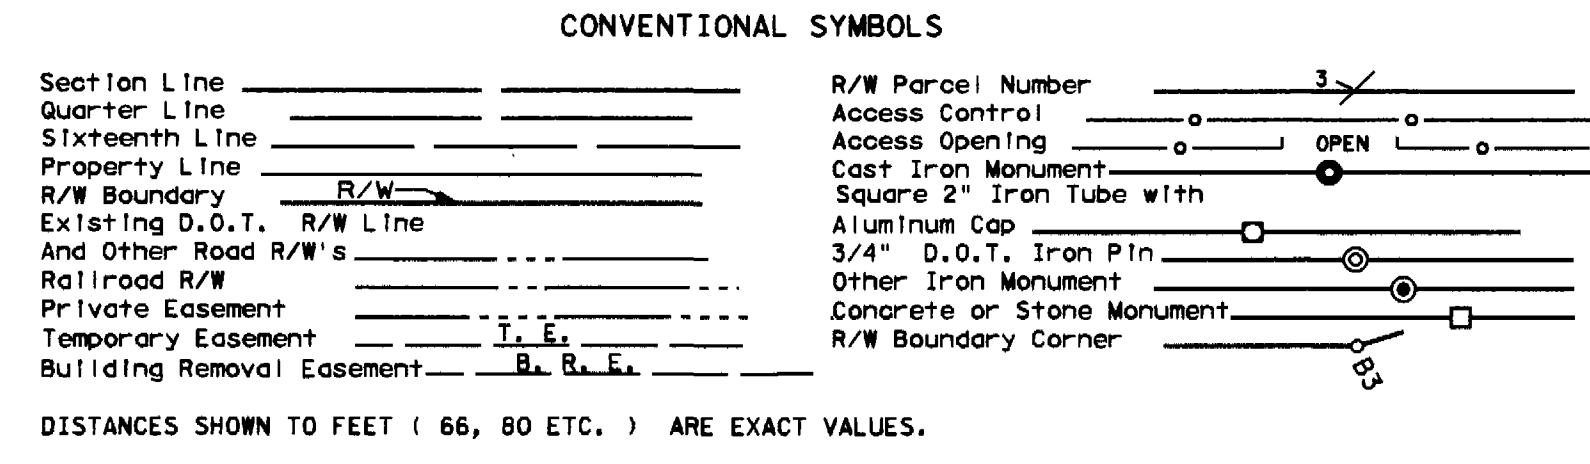 CONVENTIONAL SYMBOLS
Section Line
Quarter Line
Sixteenth Line
Property Line
R/W Boundary R/W
Existing D.O.T. R/W Line
And Other Road R/W's
Railroad R/W
Private Easement
Temporary Easement T. E.
Building Removal Easement B. R. E.
R/W Parcel Number 3
Access Control
Access Opening OPEN
Cast Iron Monument
Square 2" Iron Tube with
Aluminum Cap
3/4" D.O.T. Iron Pin
Other Iron Monument
Concrete or Stone Monument
R/W Boundary Corner
B3
DISTANCES SHOWN TO FEET ( 66, 80 ETC. ) ARE EXACT VALUES.